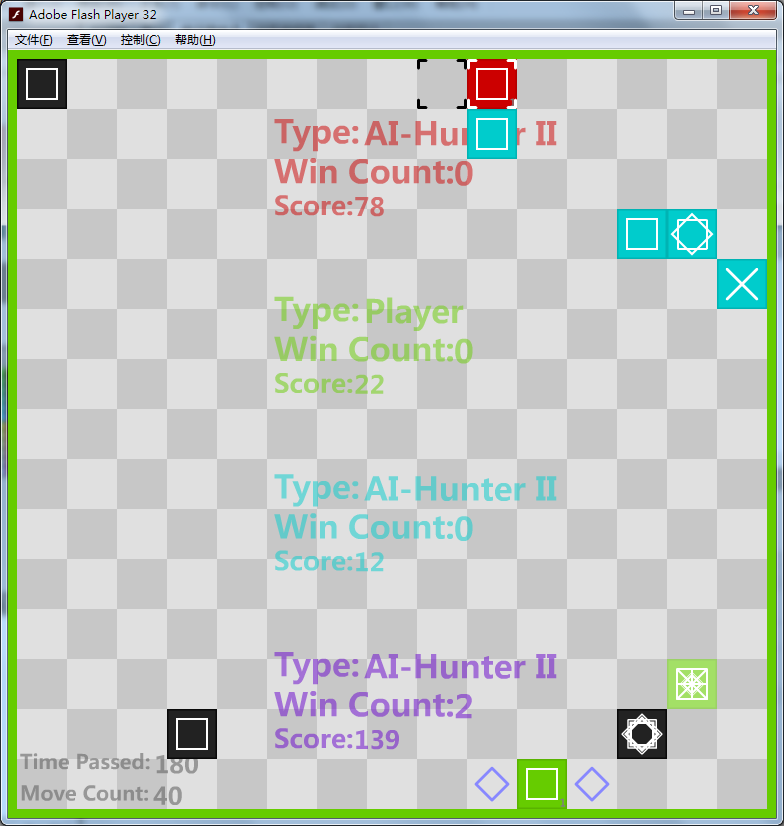 Adobe Flash Player 32
文件(F) 查看(V) 控制(C) 帮助(H)
Type: AI-Hunter II
Win Count:0
Score:78
Type: Player
Win Count:0
Score:22
Type: AI-Hunter II
Win Count:0
Score:12
Type: AI-Hunter II
Win Count:2
Score:139
Time Passed: 180
Move Count: 40
1